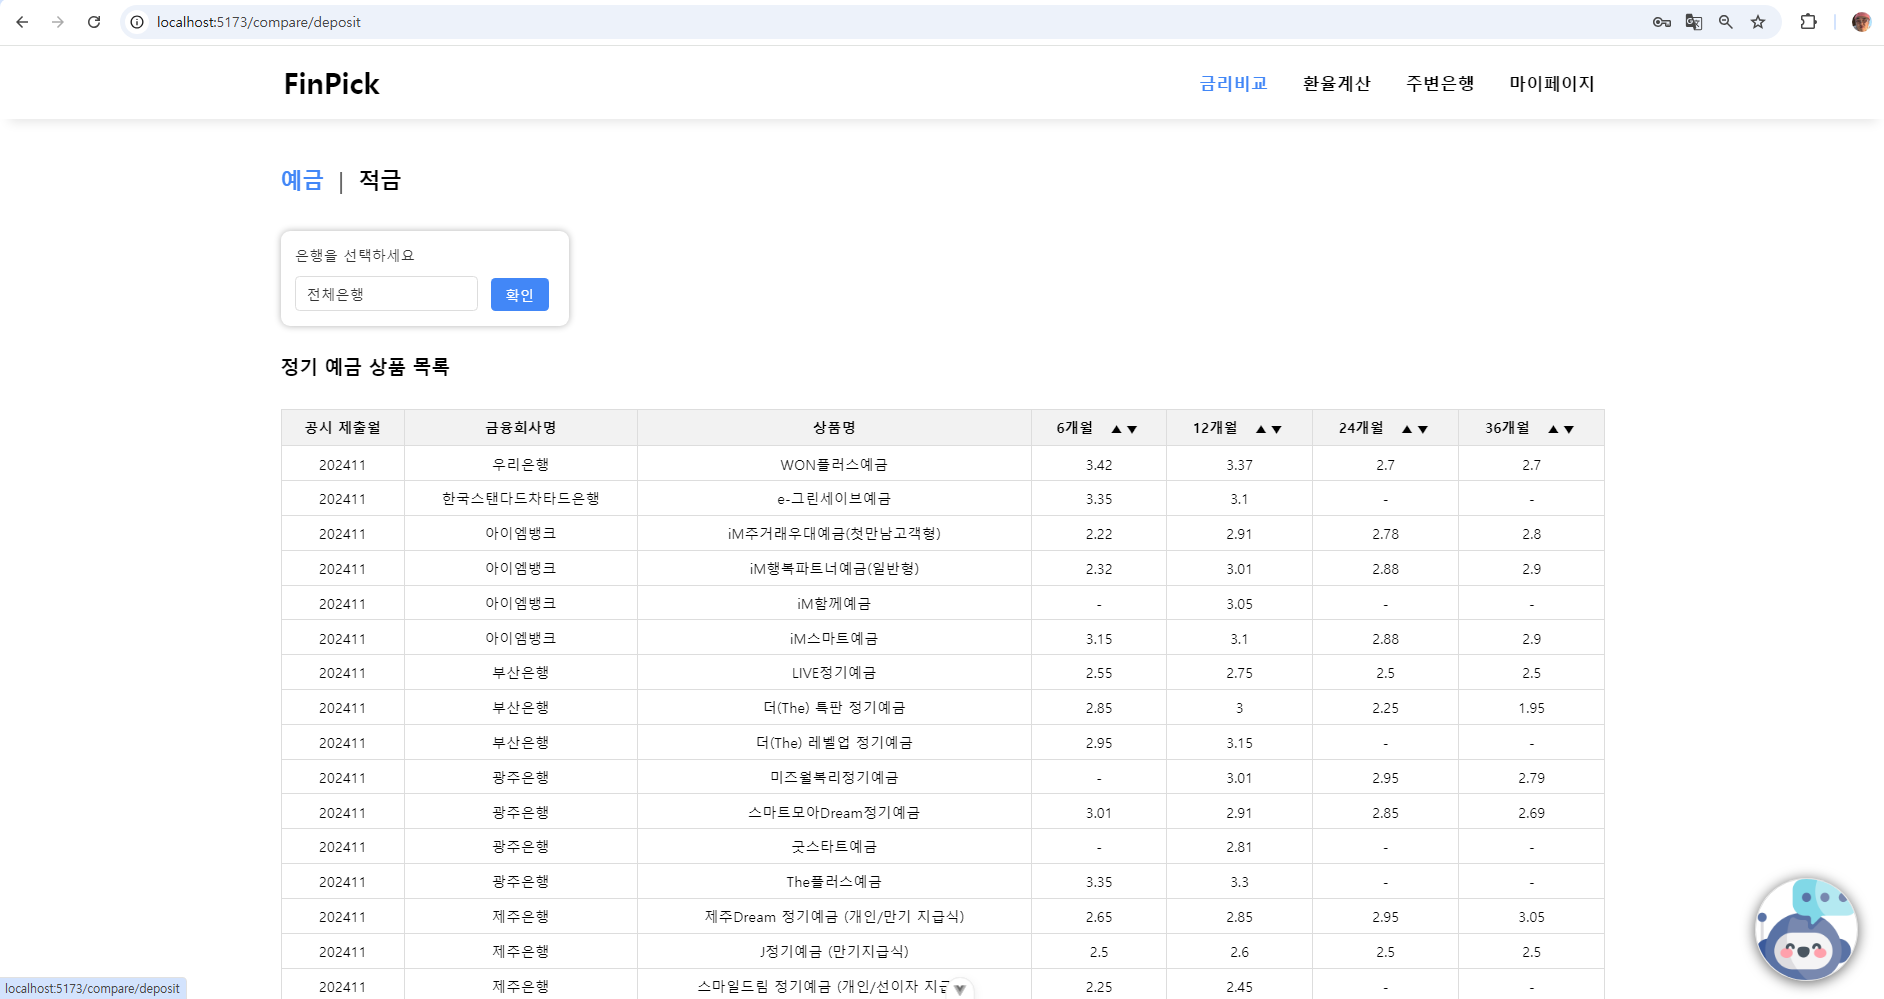 localhost:5173/compare/deposit
FinPick
금리비교 환율계산 주변은행 마이페이지
예금 | 적금
은행을 선택하세요
전체은행 확인
정기 예금 상품 목록
공시 제출월 금융회사명 상품명 6개월 ▲▼ 12개월 ▲▼ 24개월 ▲▼ 36개월 ▲▼
202411 우리은행 WON플러스예금 3.42 3.37 2.7 2.7
202411 한국스탠다드차타드은행 e-그린세이브예금 3.35 3.1 - -
202411 아이엠뱅크 iM주거래우대예금(첫만남고객형) 2.22 2.91 2.78 2.8
202411 아이엠뱅크 iM행복파트너예금(일반형) 2.32 3.01 2.88 2.9
202411 아이엠뱅크 iM함께예금 - 3.05 - -
202411 아이엠뱅크 iM스마트예금 3.15 3.1 2.88 2.9
202411 부산은행 LIVE정기예금 2.55 2.75 2.5 2.5
202411 부산은행 더(The) 특판 정기예금 2.85 3 2.25 1.95
202411 부산은행 더(The) 레벨업 정기예금 2.95 3.15 - -
202411 광주은행 미즈월복리정기예금 - 3.01 2.95 2.79
202411 광주은행 스마트모아Dream정기예금 3.01 2.91 2.85 2.69
202411 광주은행 굿스타트예금 - 2.81 - -
202411 광주은행 The플러스예금 3.35 3.3 - -
202411 제주은행 제주Dream 정기예금 (개인/만기 지급식) 2.65 2.85 2.95 3.05
202411 제주은행 J정기예금 (만기지급식) 2.5 2.6 2.5 2.5
202411 제주은행 스마일드림 정기예금 (개인/선이자 2.25 2.45 - -
localhost:5173/compare/deposit